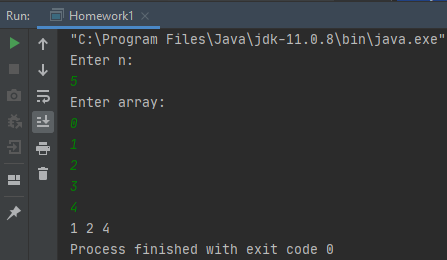 Run: Homework1
"C:\Program Files\Java\jdk-11.0.8\bin\java.exe"
Enter n:
5
Enter array:
0
1
2
3
4
1 2 4
Process finished with exit code 0